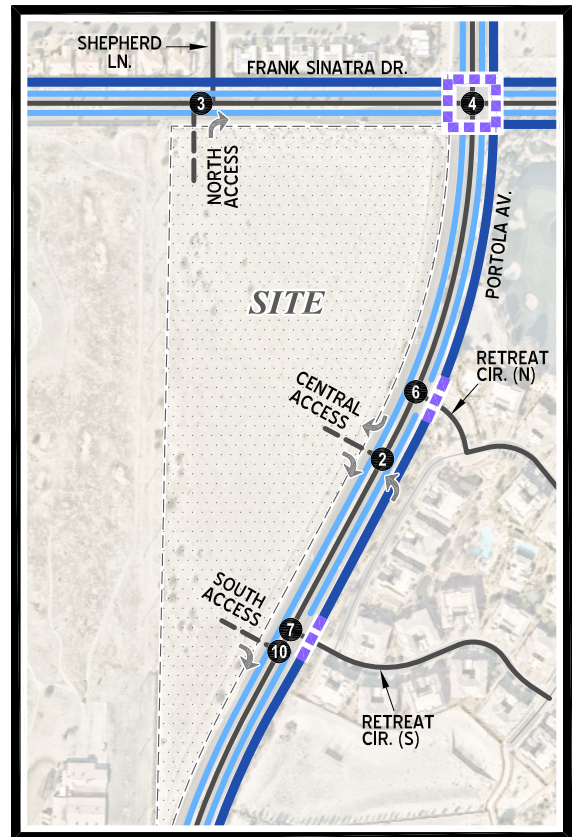 SHEPHERD
LN.
FRANK SINATRA DR.
3
4
NORTH
ACCESS
PORTOLA AV.
SITE
RETREAT
CIR. (N)
6
CENTRAL
ACCESS
2
SOUTH
ACCESS
7
10
RETREAT
CIR. (S)